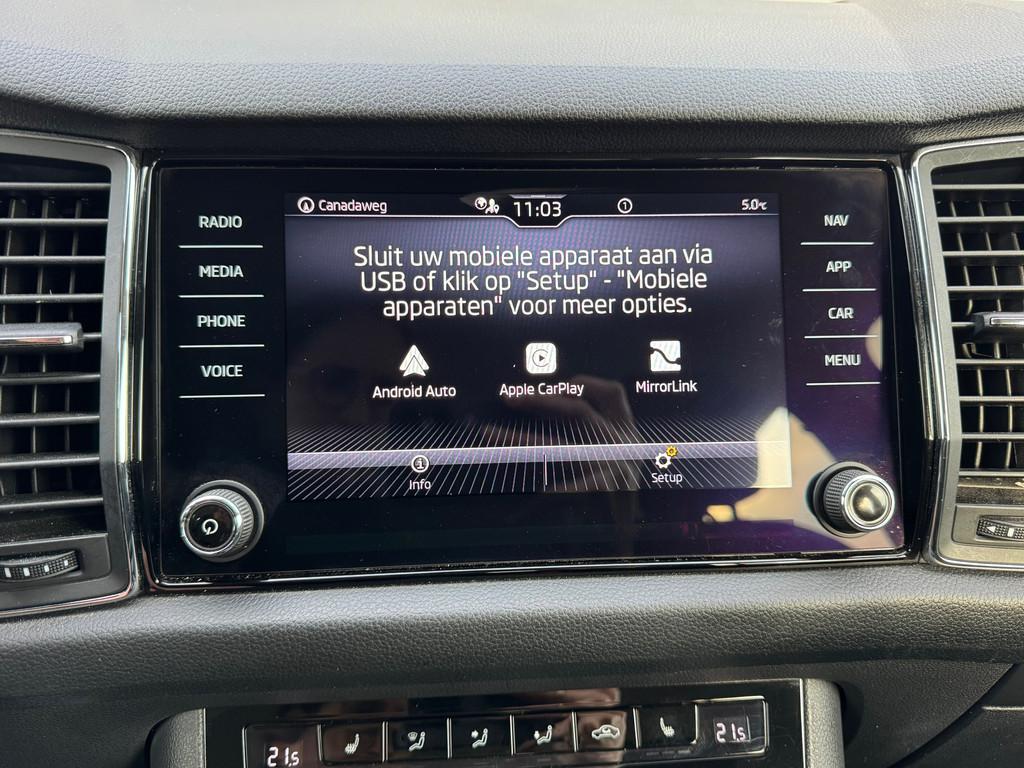 Canadaweg 11:03 1 5.0°c
RADIO
MEDIA
PHONE
VOICE
Sluit uw mobiele apparaat aan via
USB of klik op "Setup" - "Mobiele
apparaten" voor meer opties.
Android Auto Apple CarPlay MirrorLink
Info Setup
NAV
APP
CAR
MENU
21.5 21.5